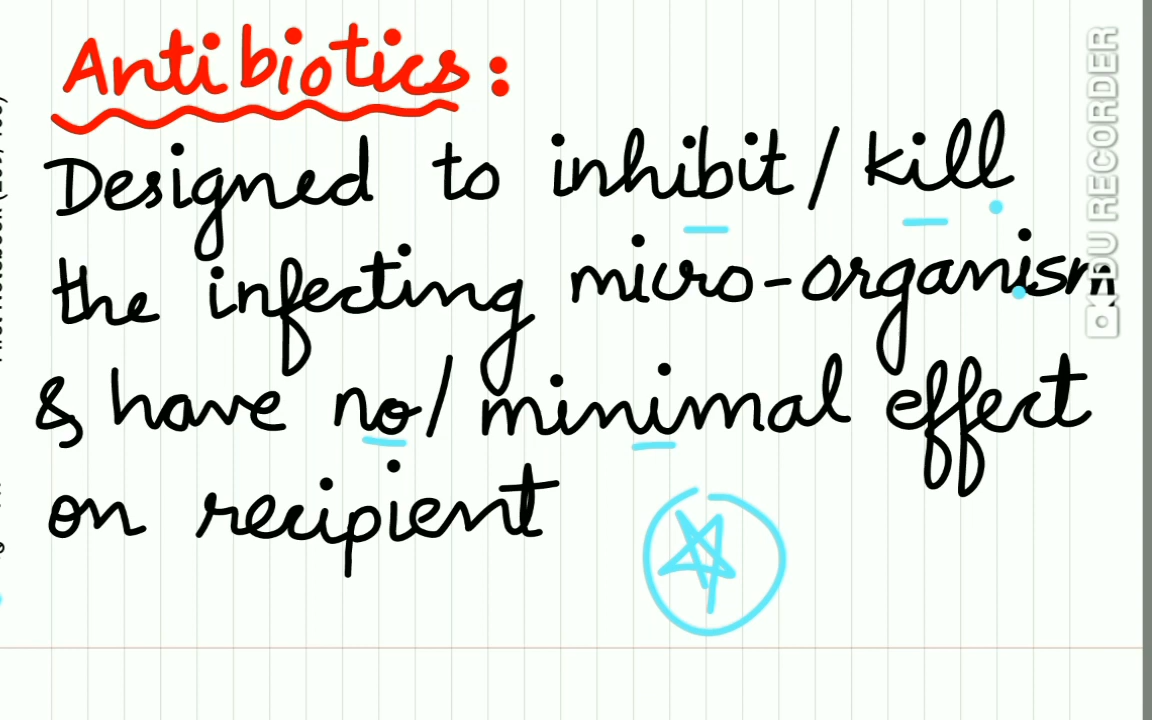 Antibiotics:
Designed to inhibit/kill
the infecting micro-organism
& have no/minimal effect
on recipient
DU RECORDER